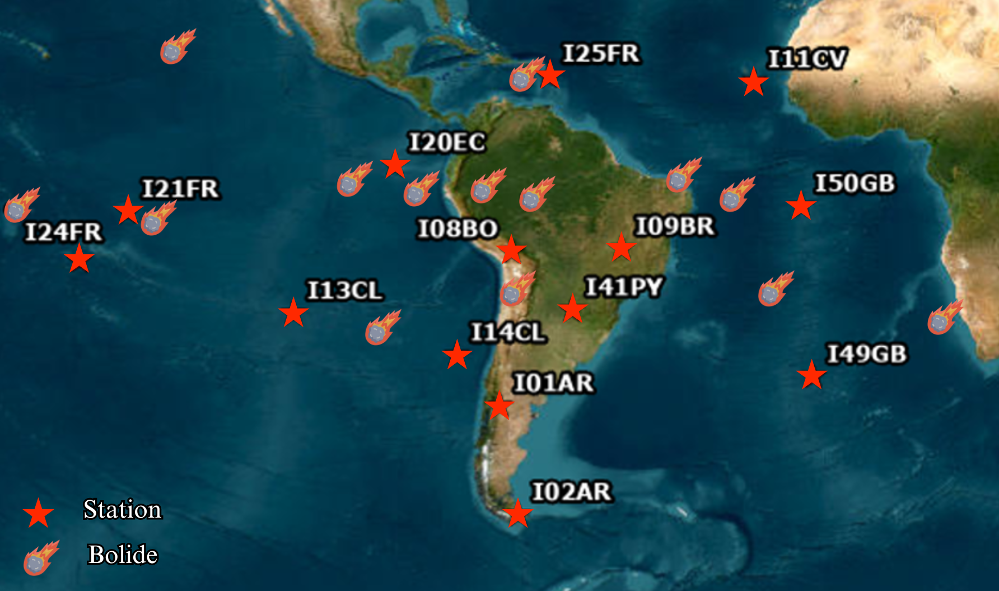 I25FR
I11CV
I20EC
I21FR
I50GB
I24FR
I08BO
I09BR
I13CL
I41PY
I14CL
I49GB
I01AR
I02AR
Station
Bolide